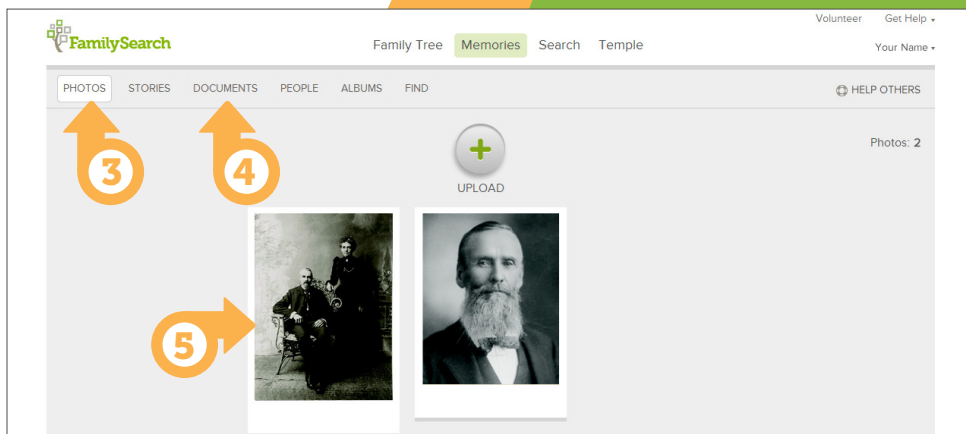 Volunteer Get Help
FamilySearch
Family Tree Memories Search Temple
Your Name
PHOTOS STORIES DOCUMENTS PEOPLE ALBUMS FIND
HELP OTHERS
3
4
Photos: 2
UPLOAD
5